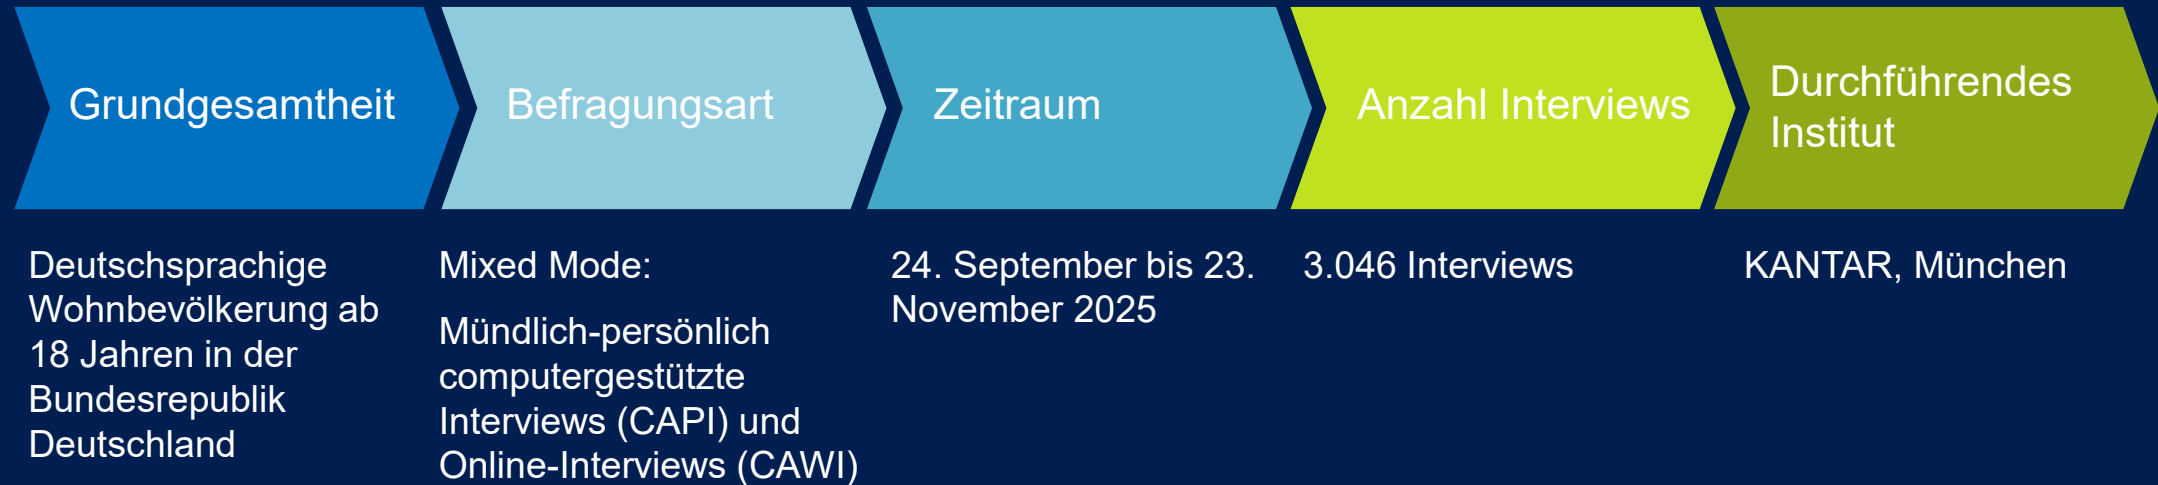 Grundgesamtheit
Befragungsart
Zeitraum
Anzahl Interviews
Durchführendes
Institut
Deutschsprachige
Wohnbevölkerung ab
18 Jahren in der
Bundesrepublik
Deutschland
Mixed Mode:
Mündlich-persönlich
computergestützte
Interviews (CAPI) und
Online-Interviews (CAWI)
24. September bis 23.
November 2025
3.046 Interviews
KANTAR, München